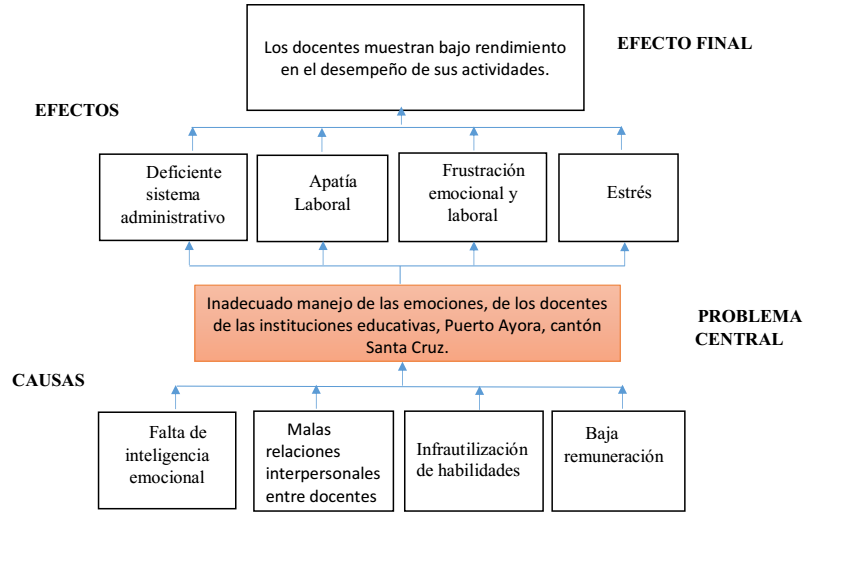 Los docentes muestran bajo rendimiento
en el desempeño de sus actividades.
EFECTO FINAL
EFECTOS
Deficiente
sistema
administrativo
Apatía
Laboral
Frustración
emocional y
laboral
Estrés
Inadecuado manejo de las emociones, de los docentes
de las instituciones educativas, Puerto Ayora, cantón
Santa Cruz.
PROBLEMA
CENTRAL
CAUSAS
Falta de
inteligencia
emocional
Malas
relaciones
interpersonales
entre docentes
Infrautilización
de habilidades
Baja
remuneración